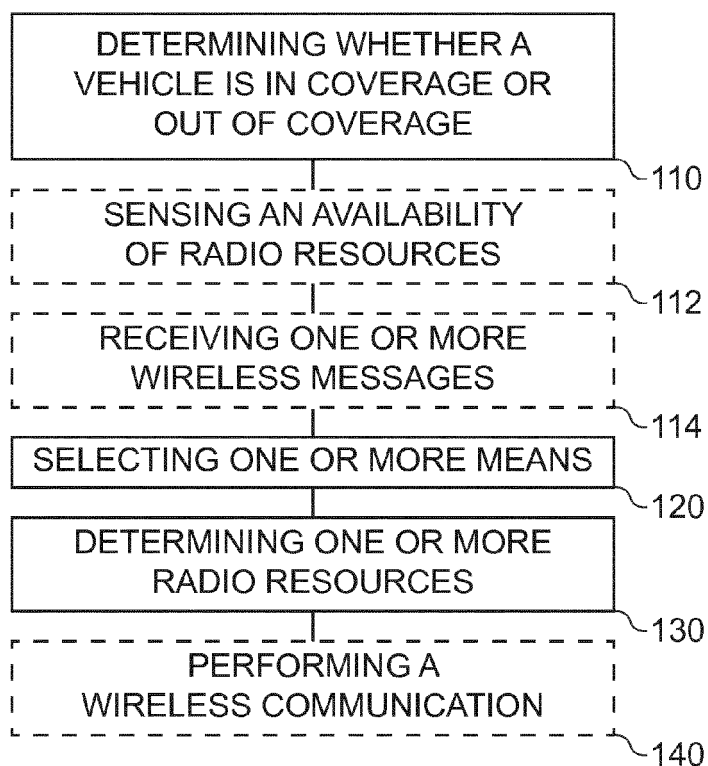 DETERMINING WHETHER A
VEHICLE IS IN COVERAGE OR
OUT OF COVERAGE
110
SENSING AN AVAILABILITY
OF RADIO RESOURCES
112
RECEIVING ONE OR MORE
WIRELESS MESSAGES
114
SELECTING ONE OR MORE MEANS
120
DETERMINING ONE OR MORE
RADIO RESOURCES
130
PERFORMING A
WIRELESS COMMUNICATION
140